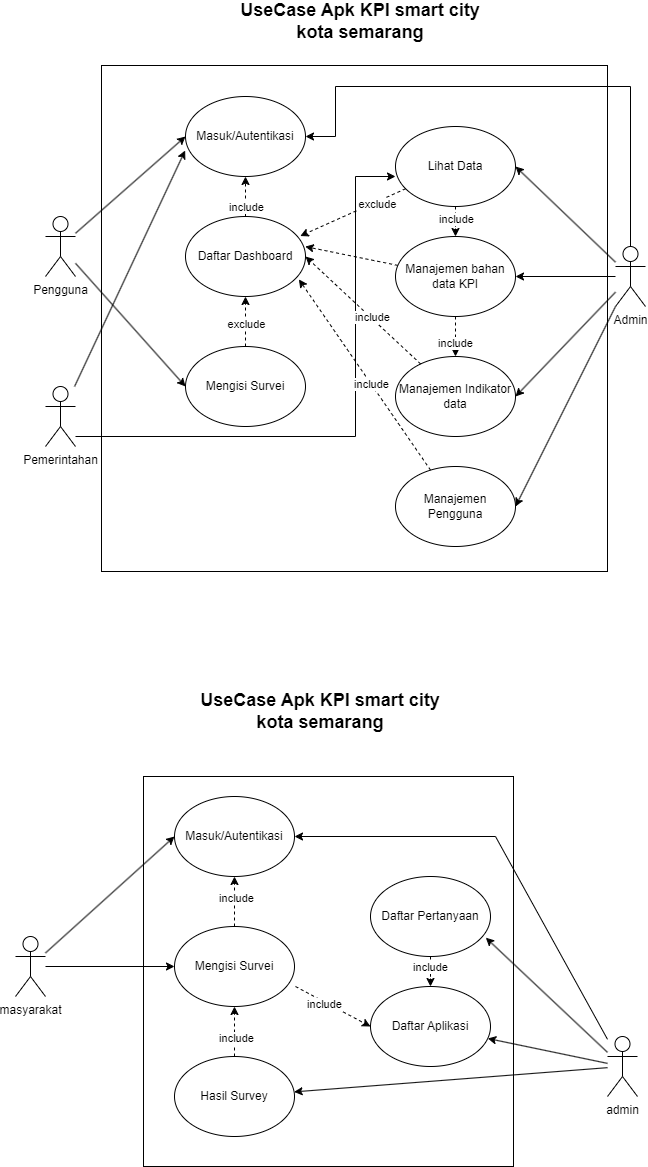 UseCase Apk KPI smart city
kota semarang
Masuk/Autentikasi
Lihat Data
exclude
include
include
Daftar Dashboard
Manajemen bahan
data KPI
Pengguna
Admin
include
exclude
include
Mengisi Survei
include
Manajemen Indikator
data
Pemerintahan
Manajemen
Pengguna
UseCase Apk KPI smart city
kota semarang
Masuk/Autentikasi
include
Daftar Pertanyaan
Mengisi Survei
include
masyarakat
include
Daftar Aplikasi
include
Hasil Survey
admin